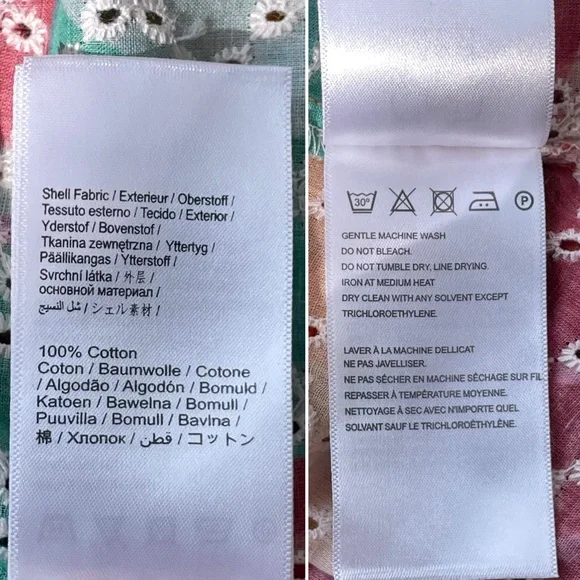 Shell Fabric / Exterieur / Oberstoff /
Tessuto esterno / Tecido / Exterior /
Yderstof / Bovenstof /
Tkanina zewnętrzna / Yttertyg /
Päällikangas / Ytterstoff /
Svrchní látka / 外层 /
основной материал /
شل النسيج / シェル素材 /
100% Cotton
Coton / Baumwolle / Cotone
/ Algodão / Algodón / Bomuld /
Katoen / Bawełna / Bomull /
Puuvilla / Bomull / Bavlna /
棉 / Хлопок / قطن / コットン
30°
P
GENTLE MACHINE WASH
DO NOT BLEACH.
DO NOT TUMBLE DRY, LINE DRYING.
IRON AT MEDIUM HEAT
DRY CLEAN WITH ANY SOLVENT EXCEPT
TRICHLOROETHYLENE.
LAVER À LA MACHINE DELLICAT
NE PAS JAVELLISER.
NE PAS SÉCHER EN MACHINE SÉCHAGE SUR FIL
REPASSER À TEMPÉRATURE MOYENNE.
NETTOYAGE À SEC AVEC N'IMPORTE QUEL
SOLVANT SAUF LE TRICHLOROÉTHYLÈNE.